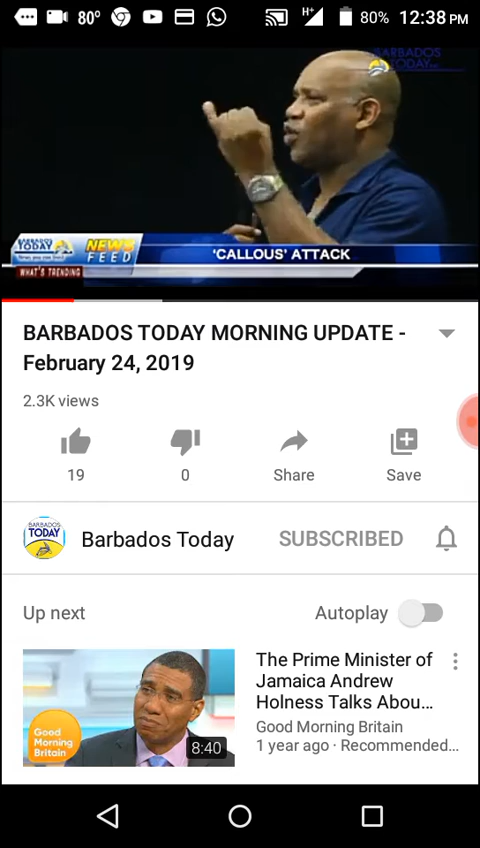 80°
H+
80%
12:38 PM
BARBADOS
TODAY
BARBADOS
TODAY
NEWS
FEED
'CALLOUS' ATTACK
WHAT'S TRENDING
BARBADOS TODAY MORNING UPDATE -
February 24, 2019
2.3K views
19
0
Share
Save
BARBADOS
TODAY
Barbados Today
SUBSCRIBED
Up next
Autoplay
The Prime Minister of
Jamaica Andrew
Holness Talks Abou...
Good Morning Britain
1 year ago · Recommended...
Good
Morning
Britain
8:40